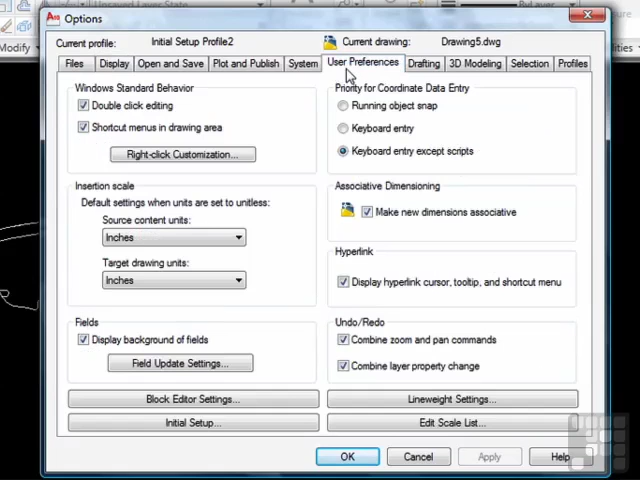 ByLayer
Options
Modify
Current profile: Initial Setup Profile2 Current drawing: Drawing5.dwg
Files Display Open and Save Plot and Publish System User Preferences Drafting 3D Modeling Selection Profiles
Windows Standard Behavior
Double click editing
Shortcut menus in drawing area
Right-click Customization...
Insertion scale
Default settings when units are set to unitless:
Source content units:
Inches
Target drawing units:
Inches
Fields
Display background of fields
Field Update Settings...
Block Editor Settings...
Initial Setup...
Priority for Coordinate Data Entry
Running object snap
Keyboard entry
Keyboard entry except scripts
Associative Dimensioning
Make new dimensions associative
Hyperlink
Display hyperlink cursor, tooltip, and shortcut menu
Undo/Redo
Combine zoom and pan commands
Combine layer property change
Lineweight Settings...
Edit Scale List...
OK Cancel Apply Help